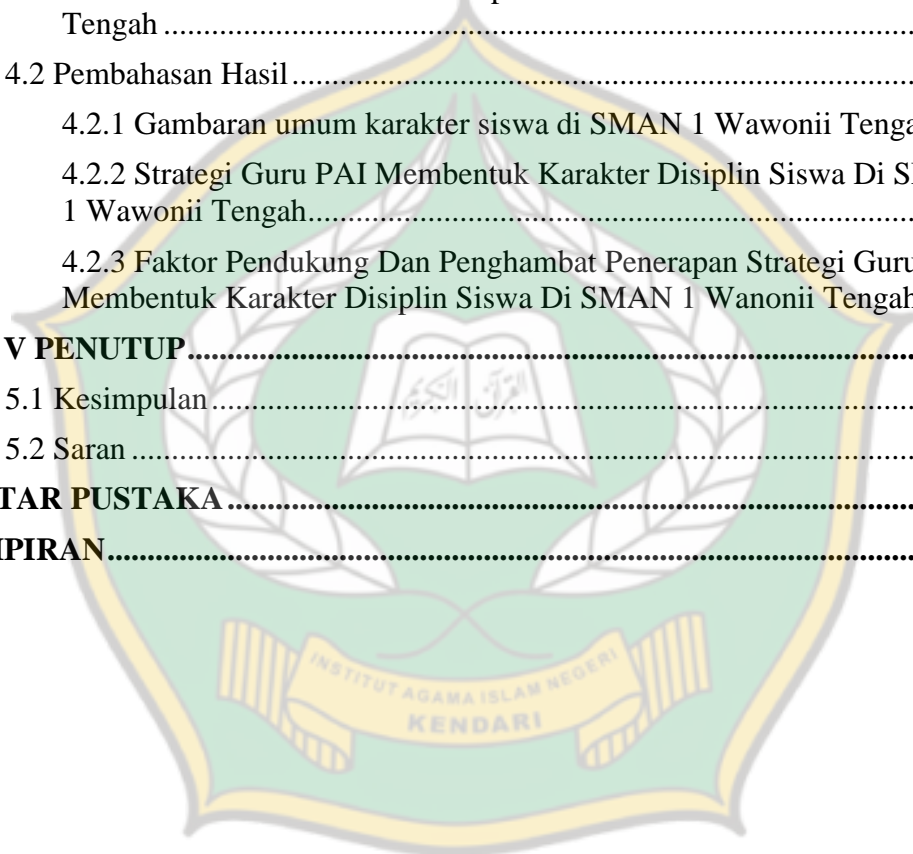 Tengah ..........................................................................................
4.2 Pembahasan Hasil ..........................................................................................
4.2.1 Gambaran umum karakter siswa di SMAN 1 Wawonii
4.2.2 Strategi Guru PAI Membentuk Karakter Disiplin Siswa Di
1 Wawonii Tengah ..........................................................................................
4.2.3 Faktor Pendukung Dan Penghambat Penerapan Strategi Guru
Membentuk Karakter Disiplin Siswa Di SMAN 1 Wanonii Tengah
V PENUTUP ..........................................................................................
5.1 Kesimpulan ..........................................................................................
5.2 Saran ..........................................................................................
TAR PUSTAKA ..........................................................................................
PIRAN ..........................................................................................
القرآن الكريم
INSTITUT AGAMA ISLAM NEGERI
KENDARI